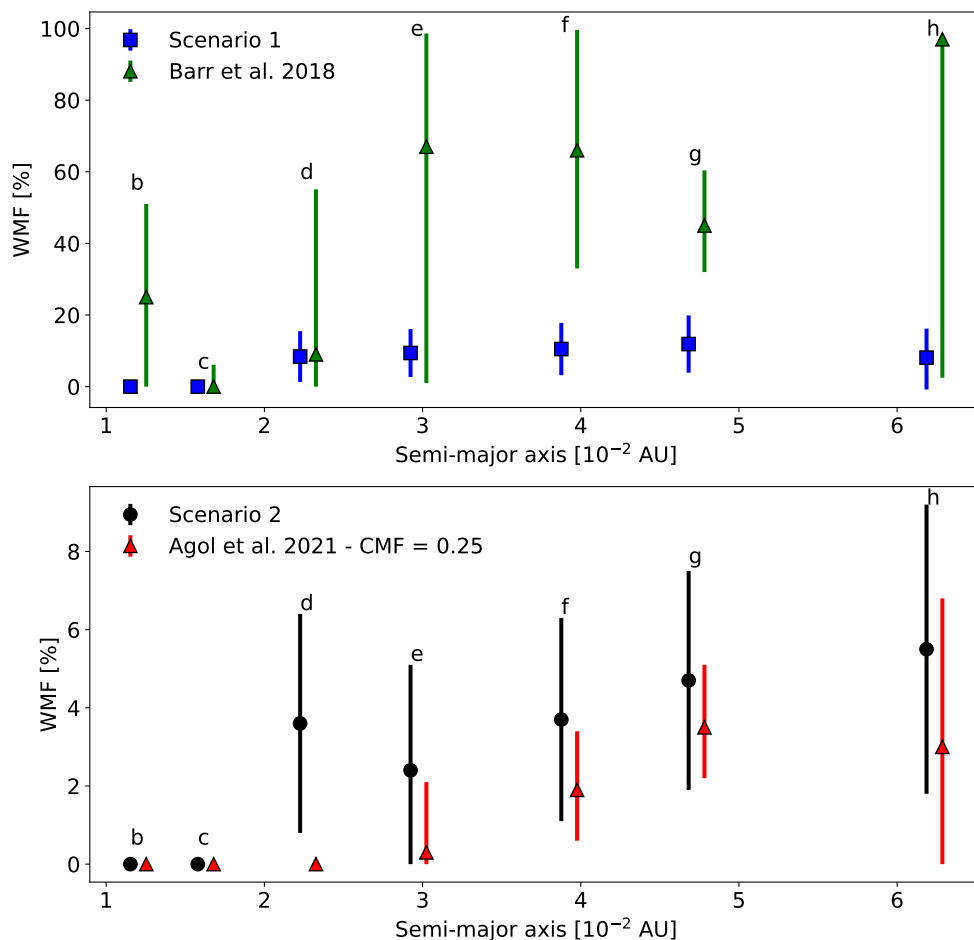 100
80
60
40
20
0
WMF [%]
Scenario 1
Barr et al. 2018
b
c
d
e
f
g
h
1
2
3
4
5
6
Semi-major axis [10⁻² AU]
8
6
4
2
0
WMF [%]
Scenario 2
Agol et al. 2021 - CMF = 0.25
b
c
d
e
f
g
h
1
2
3
4
5
6
Semi-major axis [10⁻² AU]